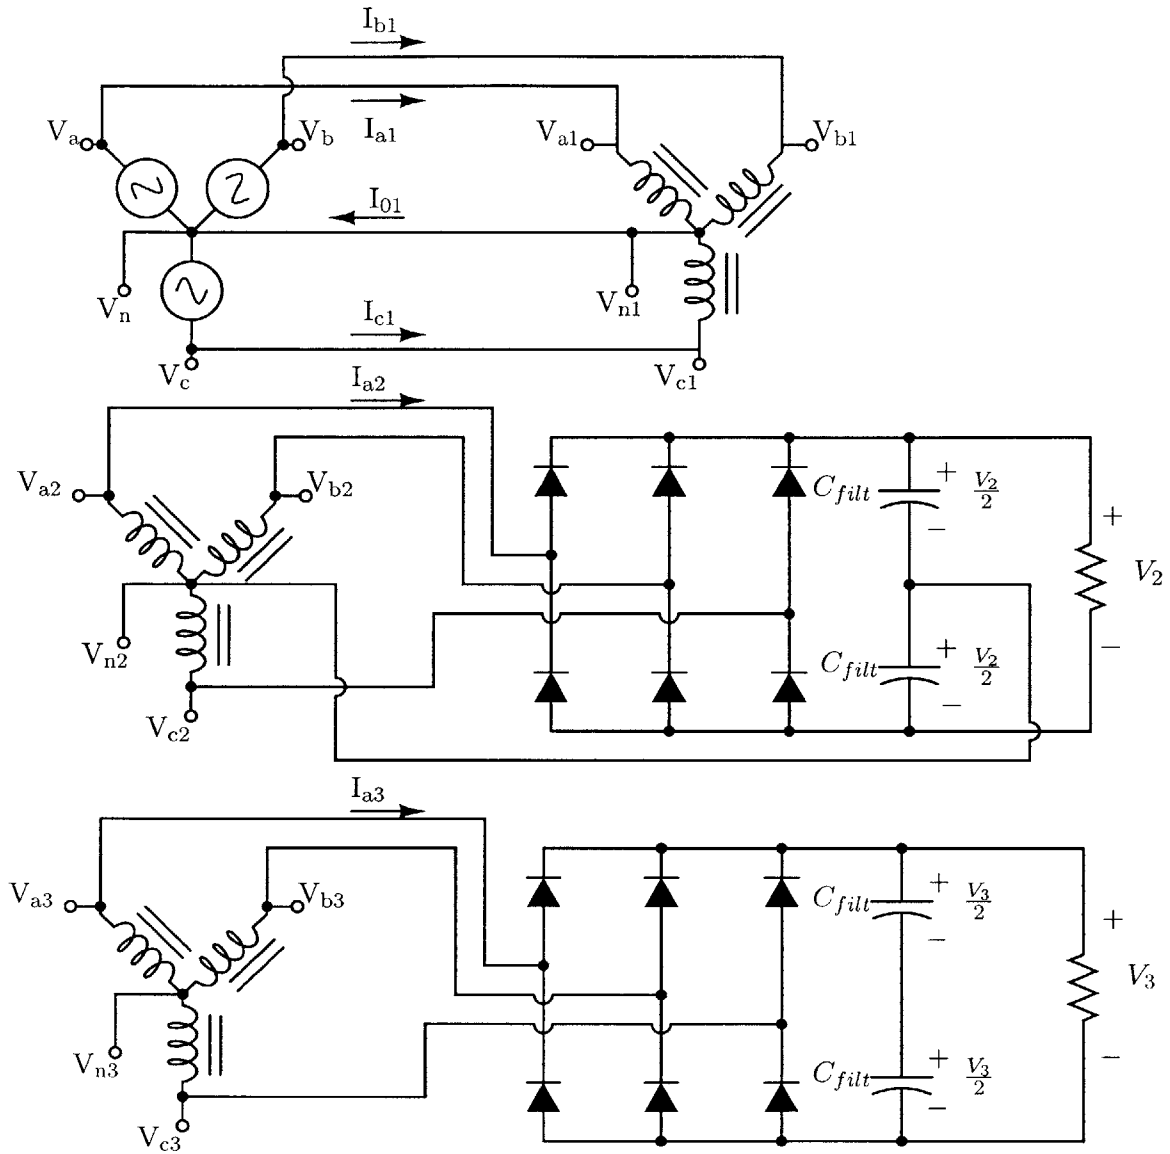 I_b1
I_a1
V_a
V_b
V_a1
V_b1
I_01
V_n
V_n1
I_c1
V_c
V_c1
I_a2
V_a2
V_b2
C_filt
+
V_2/2
−
+
V_2
−
V_n2
C_filt
+
V_2/2
−
V_c2
I_a3
V_a3
V_b3
C_filt
+
V_3/2
−
+
V_3
−
V_n3
C_filt
+
V_3/2
−
V_c3